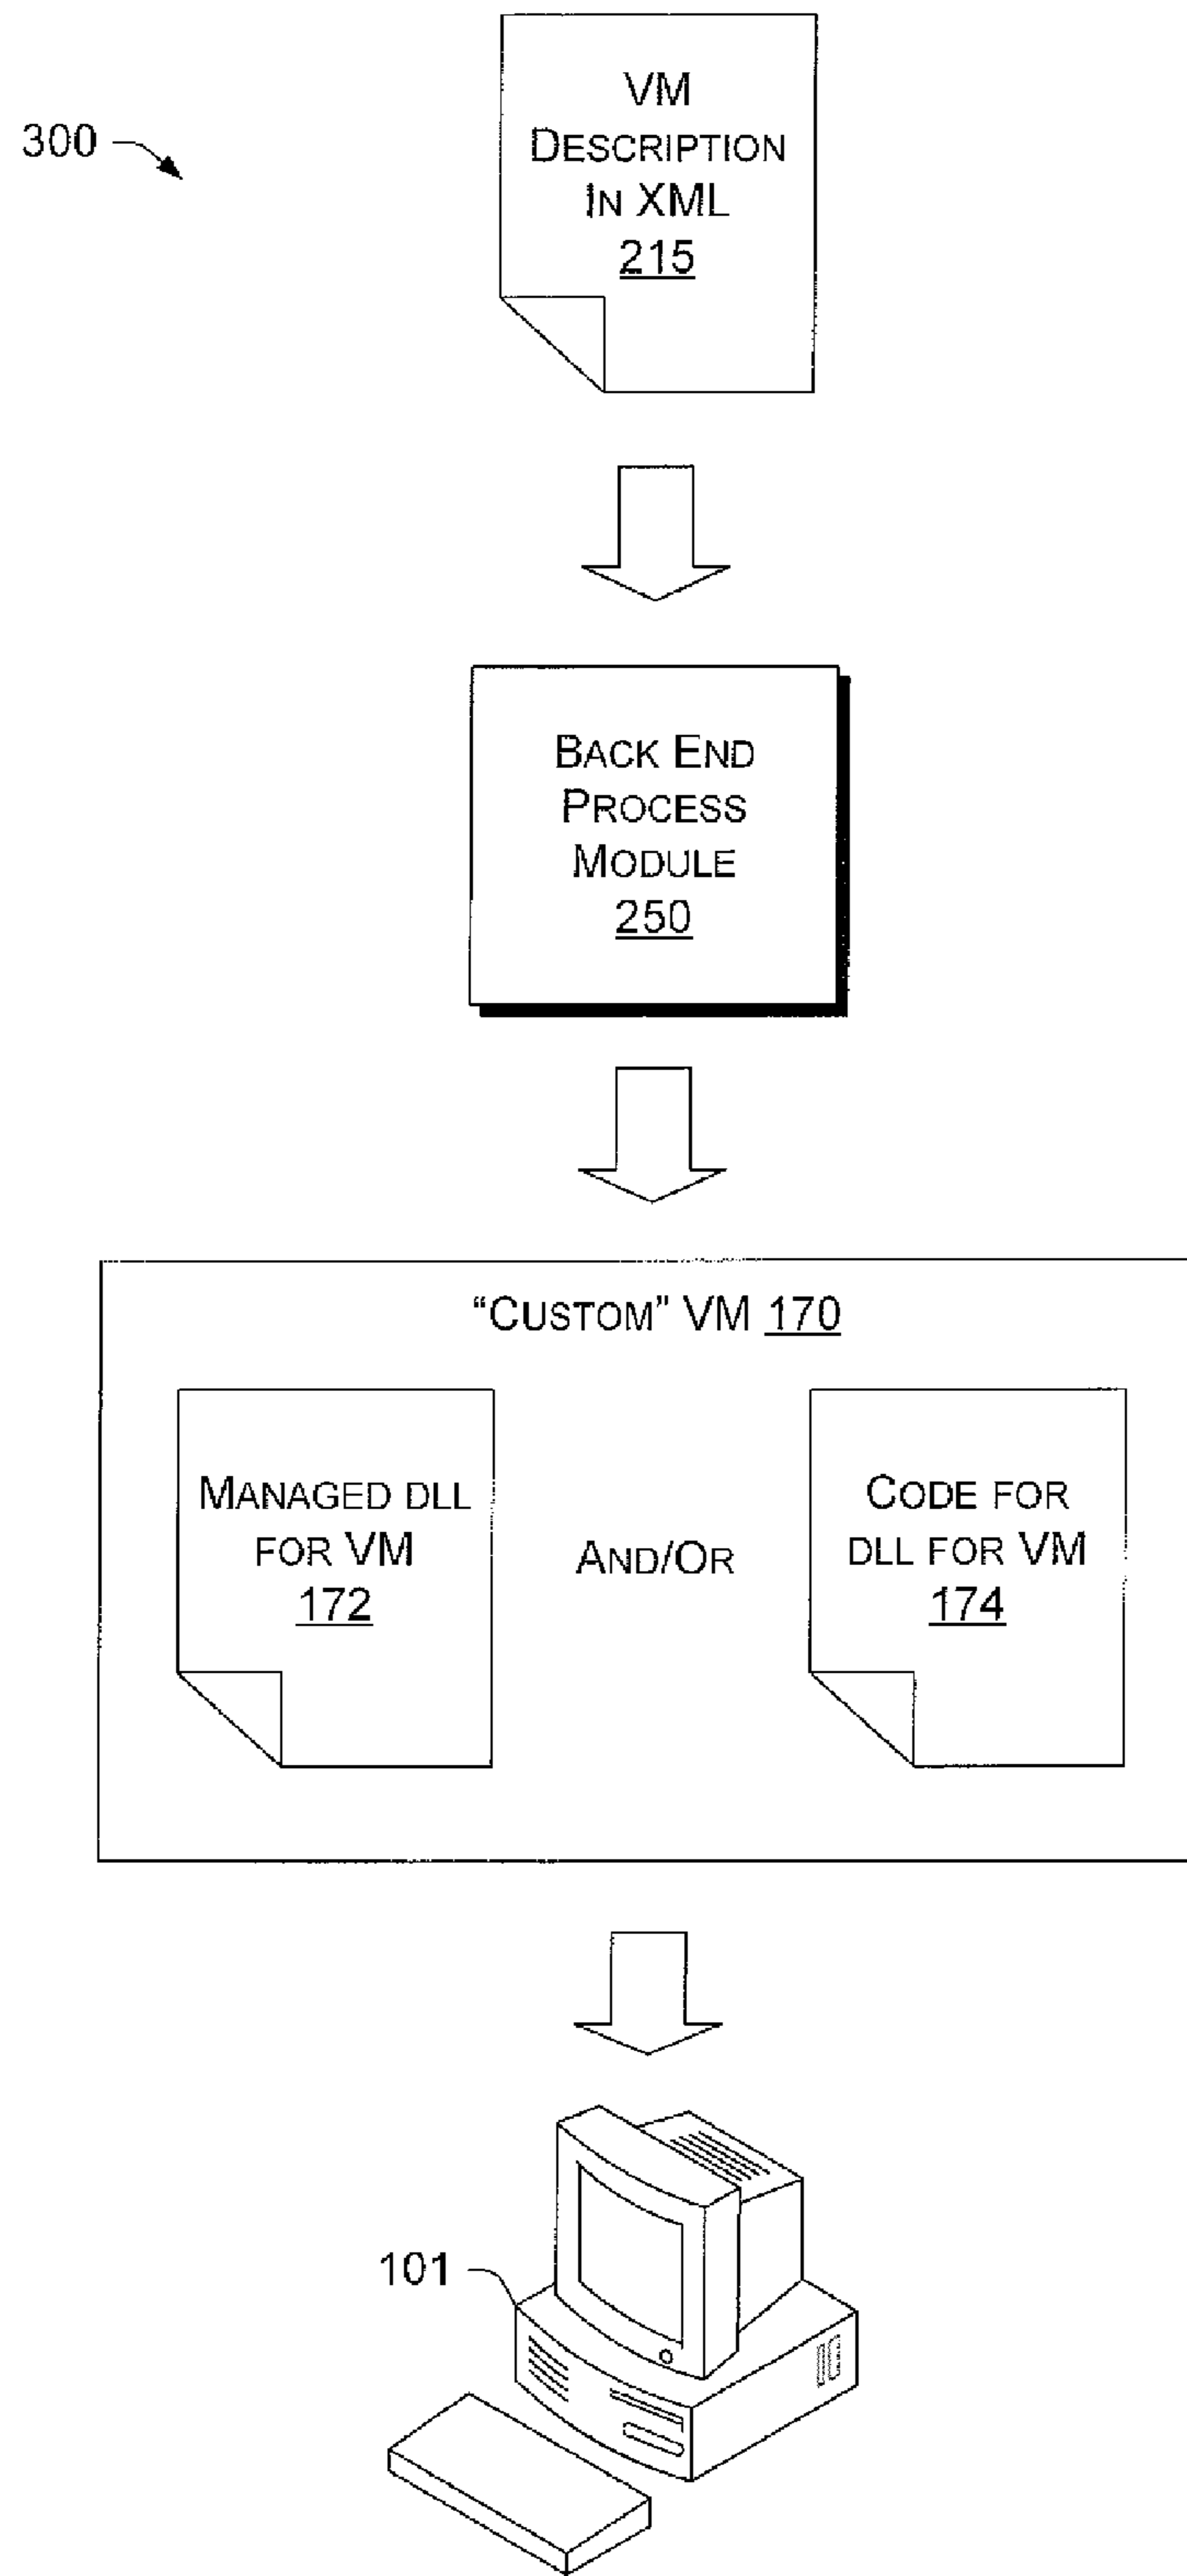 300
VM
DESCRIPTION
IN XML
215
BACK END
PROCESS
MODULE
250
“CUSTOM” VM 170
MANAGED DLL
FOR VM
172
AND/OR
CODE FOR
DLL FOR VM
174
101